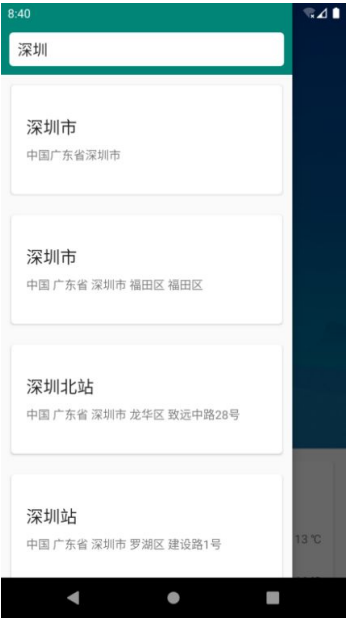 8:40
深圳
深圳市
中国广东省深圳市
深圳市
中国 广东省 深圳市 福田区 福田区
深圳北站
中国 广东省 深圳市 龙华区 致远中路28号
深圳站
中国 广东省 深圳市 罗湖区 建设路1号
13 ℃